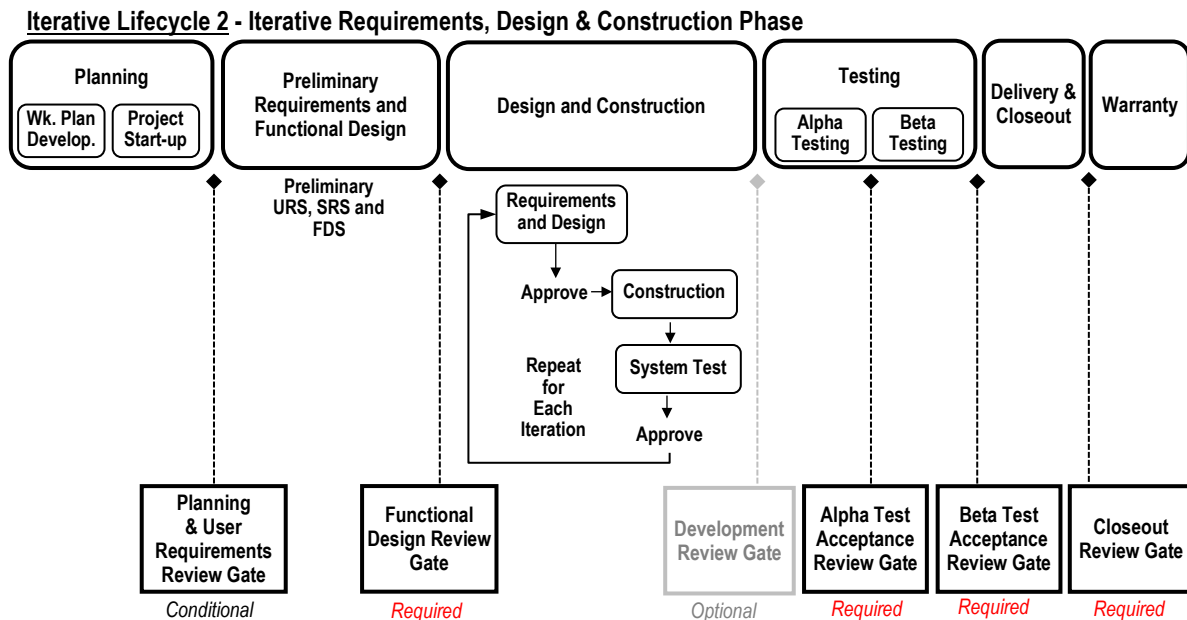 Iterative Lifecycle 2 - Iterative Requirements, Design & Construction Phase
Planning
Wk. Plan
Develop.
Project
Start-up
Preliminary
Requirements and
Functional Design
Design and Construction
Testing
Alpha
Testing
Beta
Testing
Delivery &
Closeout
Warranty
Preliminary
URS, SRS and
FDS
Requirements
and Design
Approve
Construction
System Test
Approve
Repeat
for
Each
Iteration
Planning
& User
Requirements
Review Gate
Conditional
Functional
Design Review
Gate
Required
Development
Review Gate
Optional
Alpha Test
Acceptance
Review Gate
Required
Beta Test
Acceptance
Review Gate
Required
Closeout
Review Gate
Required